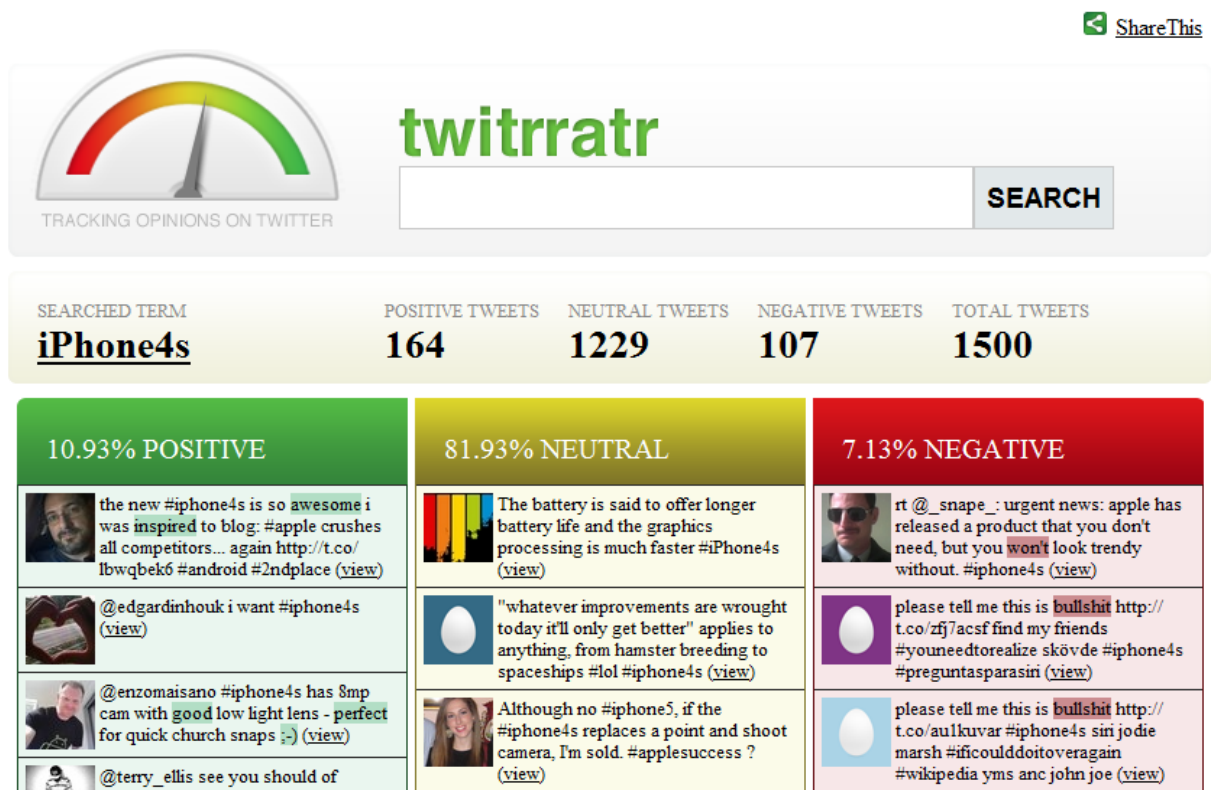 ShareThis
twitrratr
SEARCH
TRACKING OPINIONS ON TWITTER
SEARCHED TERM
iPhone4s
POSITIVE TWEETS
164
NEUTRAL TWEETS
1229
NEGATIVE TWEETS
107
TOTAL TWEETS
1500
10.93% POSITIVE
the new #iphone4s is so awesome i
was inspired to blog: #apple crushes
all competitors... again http://t.co/
lbwqbek6 #android #2ndplace (view)
@edgardinhouk i want #iphone4s
(view)
@enzomaisano #iphone4s has 8mp
cam with good low light lens - perfect
for quick church snaps ;-) (view)
@terry_ellis see you should of
81.93% NEUTRAL
The battery is said to offer longer
battery life and the graphics
processing is much faster #iPhone4s
(view)
"whatever improvements are wrought
today it'll only get better" applies to
anything, from hamster breeding to
spaceships #lol #iphone4s (view)
Although no #iphone5, if the
#iphone4s replaces a point and shoot
camera, I'm sold. #applesuccess ?
(view)
7.13% NEGATIVE
rt @_snape_: urgent news: apple has
released a product that you don't
need, but you won't look trendy
without. #iphone4s (view)
please tell me this is bullshit http://
t.co/zfj7acsf find my friends
#youneedtorealize skövde #iphone4s
#preguntasparasiri (view)
please tell me this is bullshit http://
t.co/au1kuvar #iphone4s siri jodie
marsh #ificoulddoitoveragain
#wikipedia yms anc john joe (view)